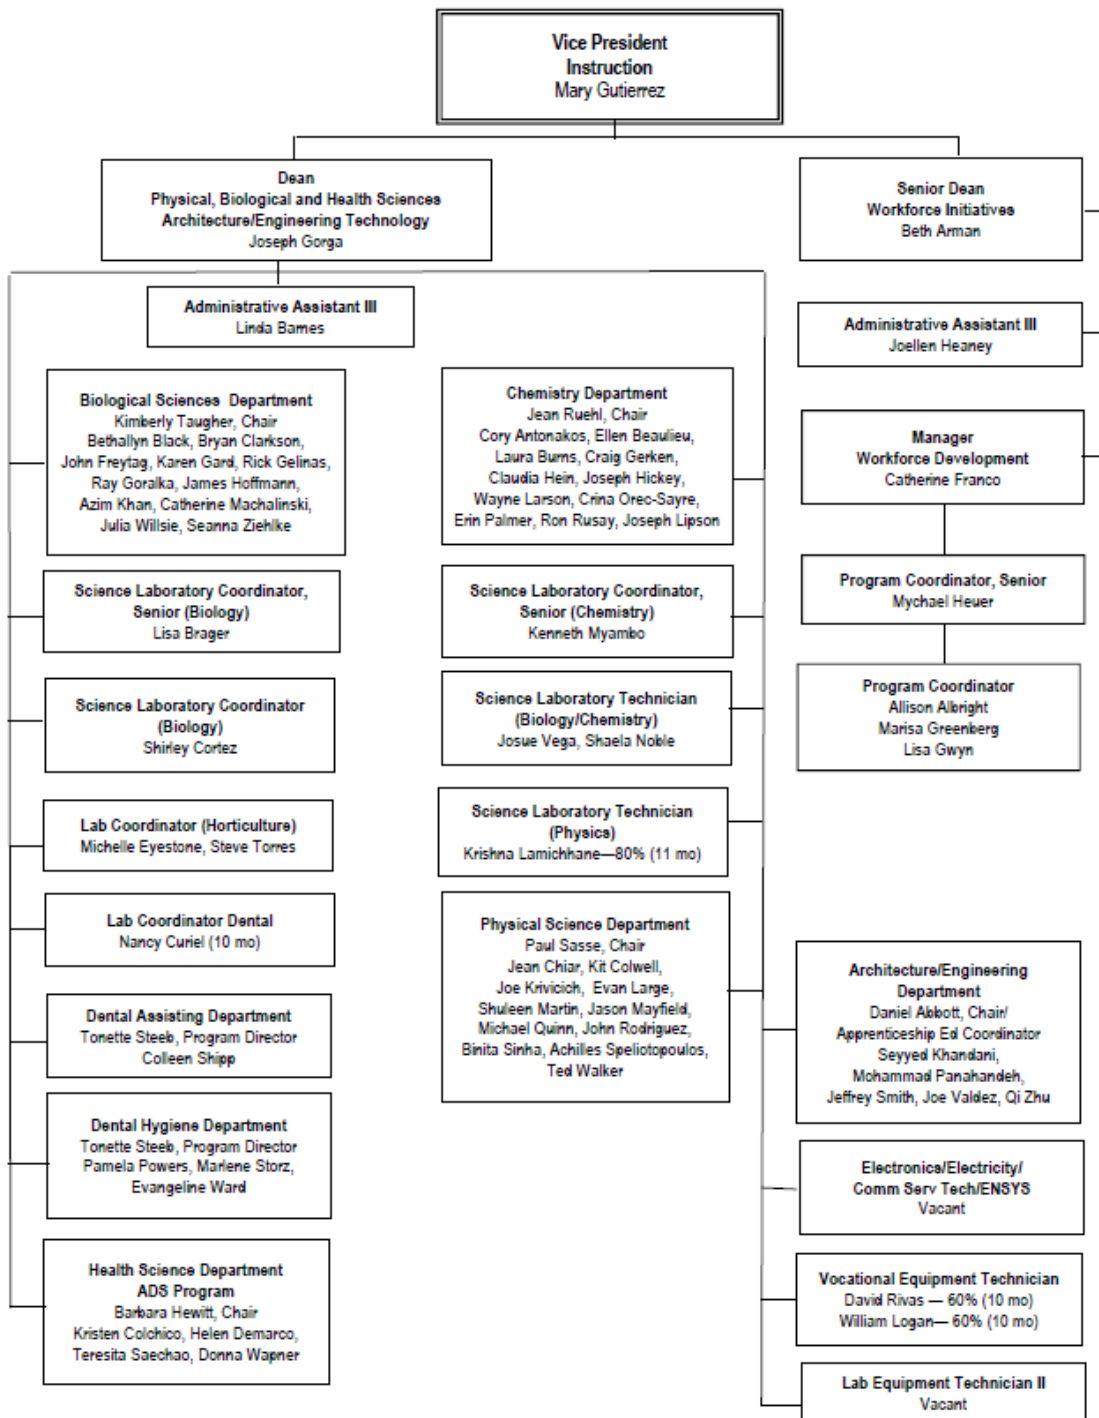 Vice President
Instruction
Mary Gutierrez
Dean
Physical, Biological and Health Sciences
Architecture/Engineering Technology
Joseph Gorga
Senior Dean
Workforce Initiatives
Beth Arman
Administrative Assistant III
Linda Barnes
Administrative Assistant III
Joellen Heaney
Biological Sciences Department
Kimberly Taugher, Chair
Bethallyn Black, Bryan Clarkson,
John Freytag, Karen Gard, Rick Gelinas,
Ray Goralka, James Hoffmann,
Azim Khan, Catherine Machalinski,
Julia Willsie, Seanna Ziehlke
Chemistry Department
Jean Ruehl, Chair
Cory Antonakos, Ellen Beaulieu,
Laura Burns, Craig Gerken,
Claudia Hein, Joseph Hickey,
Wayne Larson, Crina Orec-Sayre,
Erin Palmer, Ron Rusay, Joseph Lipson
Manager
Workforce Development
Catherine Franco
Science Laboratory Coordinator,
Senior (Biology)
Lisa Brager
Science Laboratory Coordinator,
Senior (Chemistry)
Kenneth Myambo
Program Coordinator, Senior
Mychael Heuer
Science Laboratory Coordinator
(Biology)
Shirley Cortez
Science Laboratory Technician
(Biology/Chemistry)
Josue Vega, Shaela Noble
Program Coordinator
Allison Albright
Marisa Greenberg
Lisa Gwyn
Lab Coordinator (Horticulture)
Michelle Eyestone, Steve Torres
Science Laboratory Technician
(Physics)
Krishna Lamichhane—80% (11 mo)
Lab Coordinator Dental
Nancy Curiel (10 mo)
Physical Science Department
Paul Sasse, Chair
Jean Chiar, Kit Colwell,
Joe Krivicich, Evan Large,
Shuleen Martin, Jason Mayfield,
Michael Quinn, John Rodriguez,
Binita Sinha, Achilles Speliotopoulos,
Ted Walker
Architecture/Engineering
Department
Daniel Abbott, Chair/
Apprenticeship Ed Coordinator
Seyyed Khandani,
Mohammad Panahandeh,
Jeffrey Smith, Joe Valdez, Qi Zhu
Dental Assisting Department
Tonette Steeb, Program Director
Colleen Shipp
Dental Hygiene Department
Tonette Steeb, Program Director
Pamela Powers, Marlene Storz,
Evangeline Ward
Electronics/Electricity/
Comm Serv Tech/ENSYS
Vacant
Health Science Department
ADS Program
Barbara Hewitt, Chair
Kristen Colchico, Helen Demarco,
Teresita Saechao, Donna Wapner
Vocational Equipment Technician
David Rivas — 60% (10 mo)
William Logan— 60% (10 mo)
Lab Equipment Technician II
Vacant